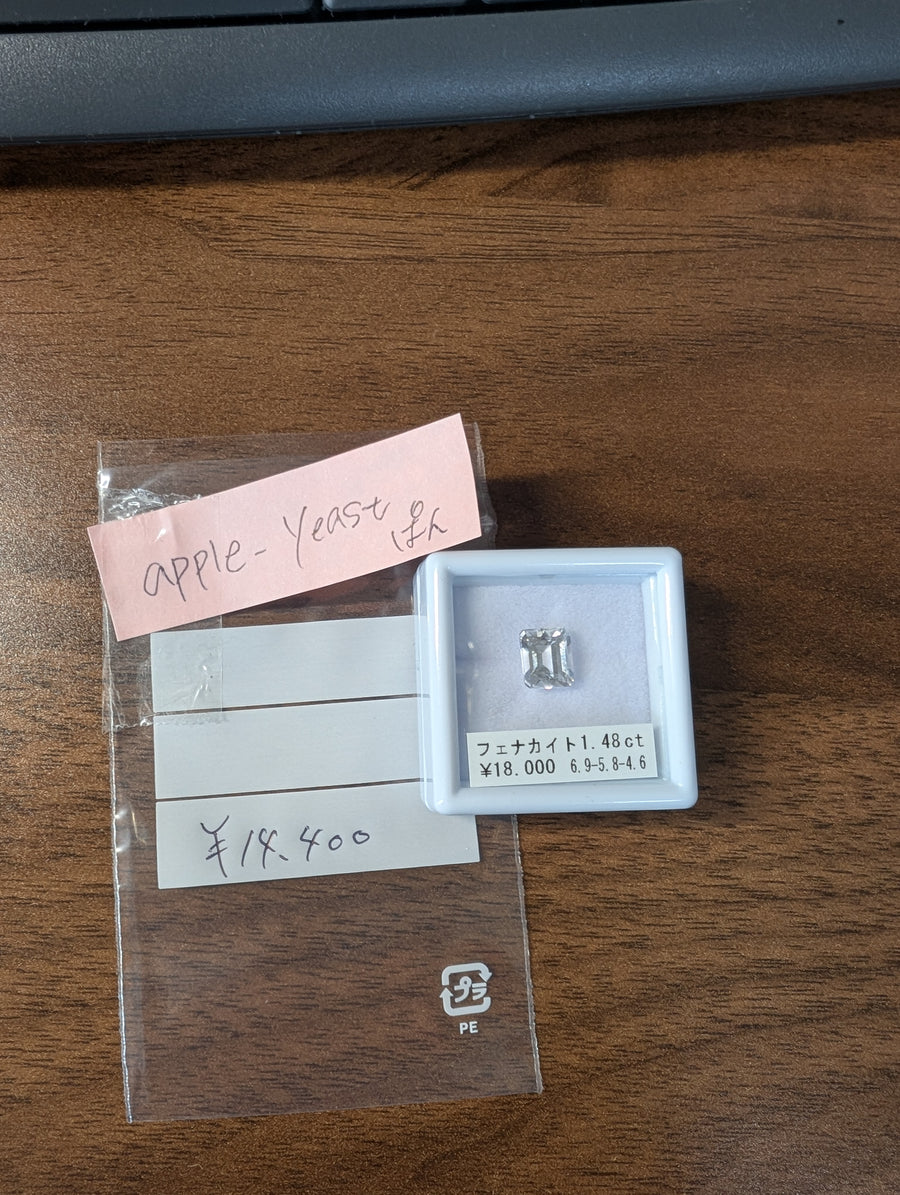 apple-yeast
ぽん
フェナカイト1.48ct
¥18.000 6.9-5.8-4.6
¥14.400
プラ
PE